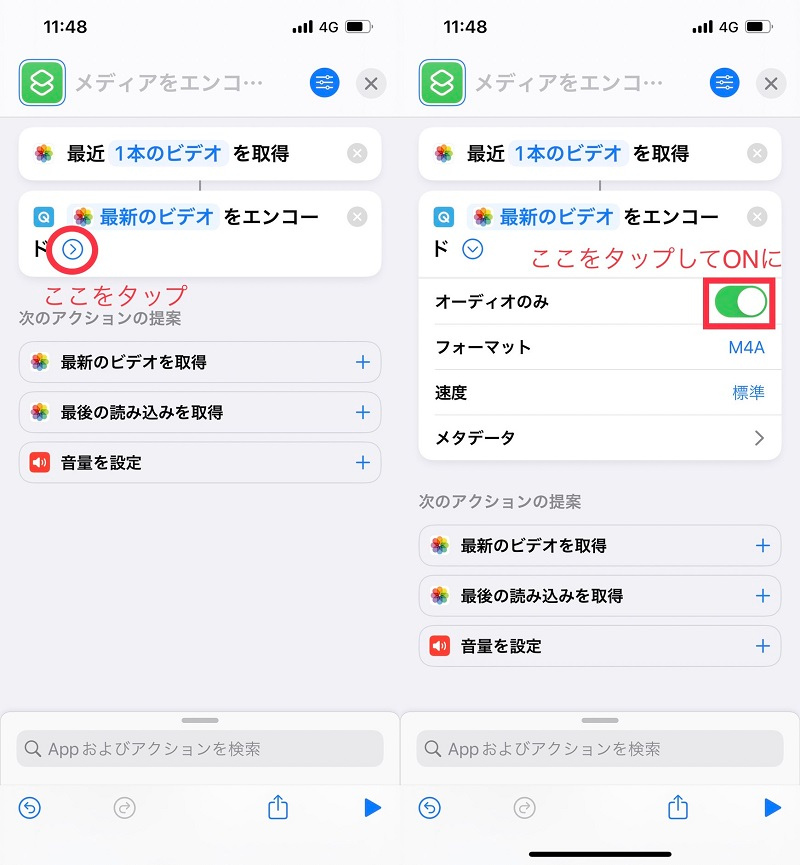 11:48
4G
メディアをエンコ…
最近 1本のビデオ を取得
最新のビデオ をエンコー
ド
ここをタップ
次のアクションの提案
最新のビデオを取得
最後の読み込みを取得
音量を設定
Appおよびアクションを検索
11:48
4G
メディアをエンコ…
最近 1本のビデオ を取得
最新のビデオ をエンコー
ド
ここをタップしてONに
オーディオのみ
フォーマット M4A
速度 標準
メタデータ
次のアクションの提案
最新のビデオを取得
最後の読み込みを取得
音量を設定
Appおよびアクションを検索